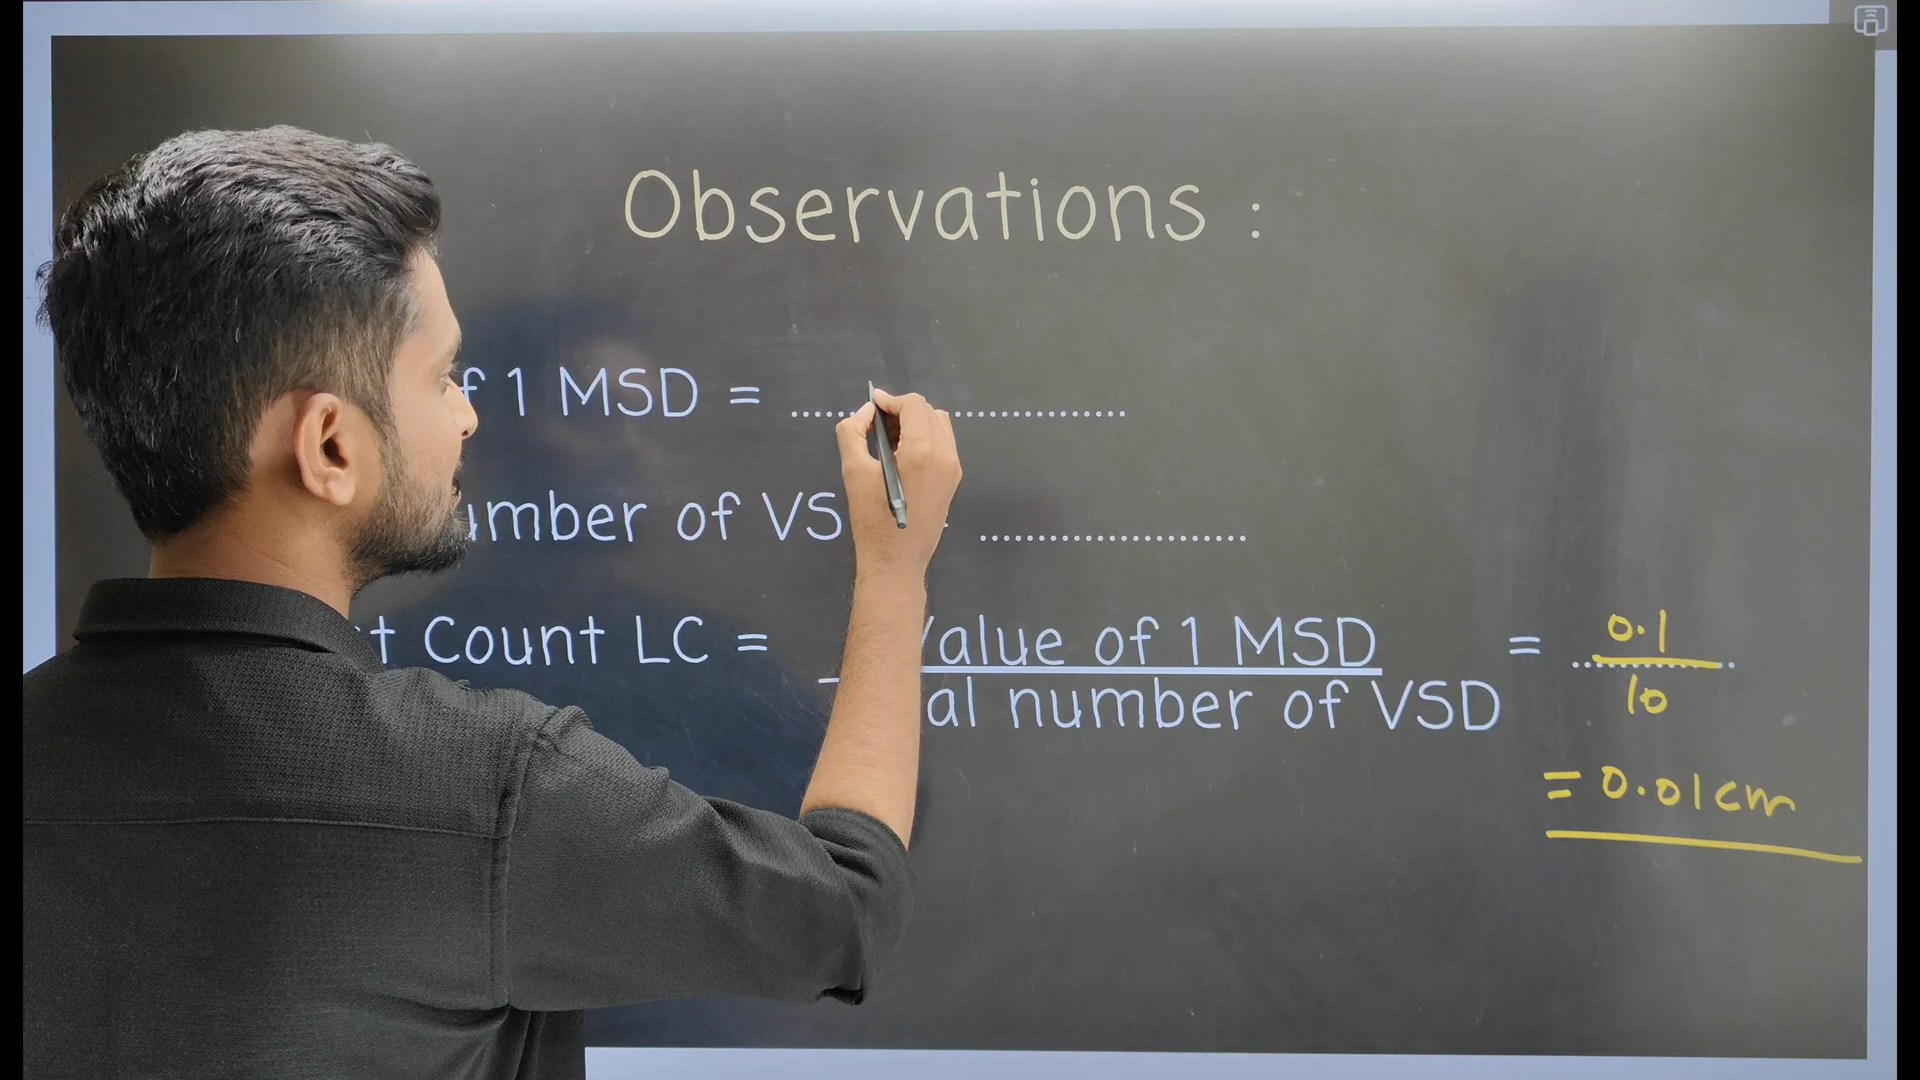 Observations :
f 1 MSD = ..............................
umber of VS ......................
t Count LC = Value of 1 MSD = 0.1
al number of VSD 10
= 0.01cm